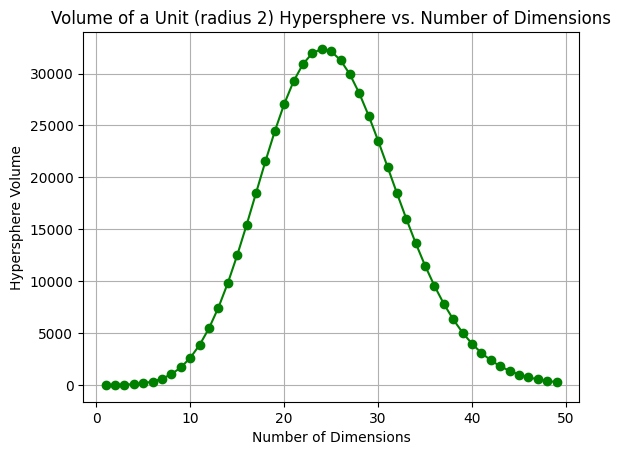 Volume of a Unit (radius 2) Hypersphere vs. Number of Dimensions
30000
25000
20000
15000
10000
5000
0
Hypersphere Volume
0 10 20 30 40 50
Number of Dimensions